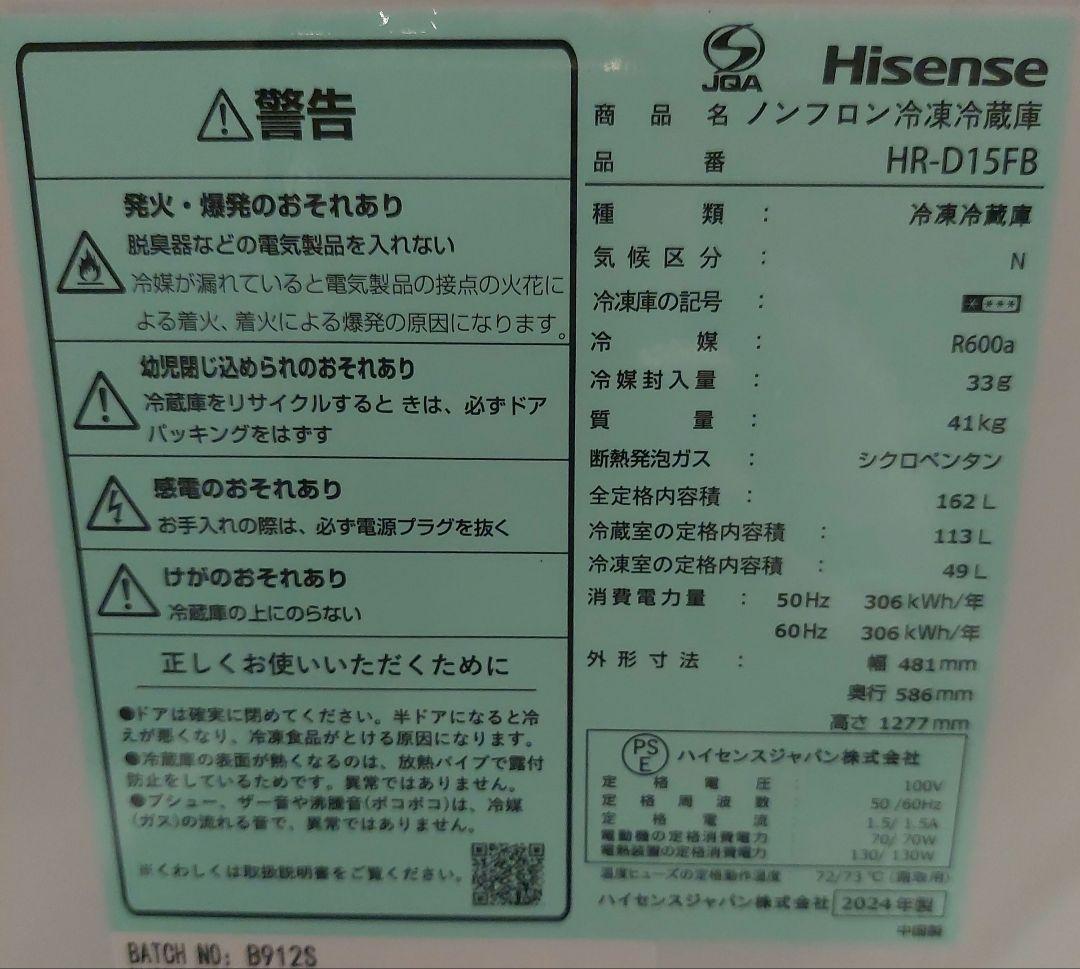 警告
発火・爆発のおそれあり
脱臭器などの電気製品を入れない
冷媒が漏れていると電気製品の接点の火花に
よる着火、着火による爆発の原因になります。
幼児閉じ込められのおそれあり
冷蔵庫をリサイクルすると きは、必ずドア
パッキングをはずす
感電のおそれあり
お手入れの際は、必ず電源プラグを抜く
けがのおそれあり
冷蔵庫の上にのらない
正しくお使いいただくために
●ドアは確実に閉めてください。半ドアになると冷
えが悪くなり、冷凍食品がとける原因になります。
●冷蔵庫の表面が熱くなるのは、放熱パイプで露付
防止をしているためです。異常ではありません。
●プシュー、ザー音や沸騰音(ボコボコ)は、冷媒
(ガス)の流れる音で、異常ではありません。
※くわしくは取扱説明書をご覧ください。
JQA
Hisense
商品名 ノンフロン冷凍冷蔵庫
品番 HR-D15FB
種類 : 冷凍冷蔵庫
気候区分 : N
冷凍庫の記号 : * ***
冷媒 : R600a
冷媒封入量 : 33g
質量 : 41kg
断熱発泡ガス : シクロペンタン
全定格内容積 : 162 L
冷蔵室の定格内容積 : 113 L
冷凍室の定格内容積 : 49 L
消費電力量 : 50Hz 306 kWh/年
60Hz 306 kWh/年
外形寸法 : 幅 481mm
奥行 586mm
高さ 1277mm
PS
E
ハイセンスジャパン株式会社
定格電圧 : 100V
定格周波数 : 50/60Hz
定格電流 : 1.5/ 1.5A
電動機の定格消費電力 : 70/ 70W
電熱装置の定格消費電力 : 130/ 130W
温度ヒューズの定格動作温度 72/73 ℃ (霜取用)
ハイセンスジャパン株式会社 2024年製
中国製
BATCH NO: B912S